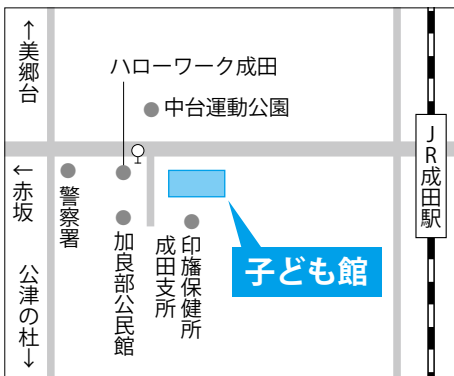 ↑美郷台
ハローワーク成田
中台運動公園
JR成田駅
←赤坂
警察署
加良部公民館
印旛保健所
成田支所
子ども館
公津の杜↓